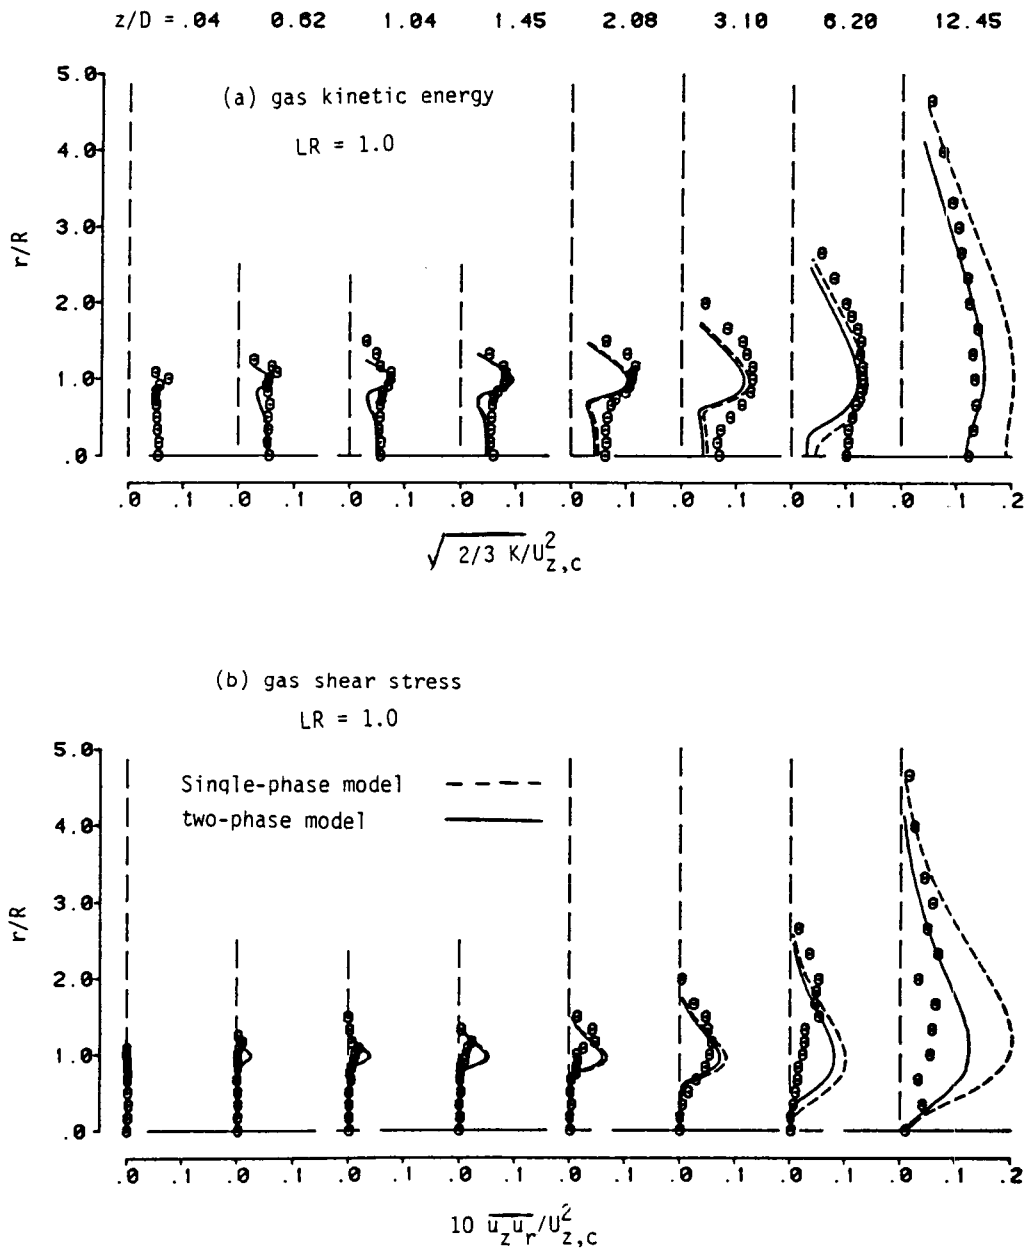 z/D = .04 0.62 1.04 1.45 2.08 3.10 6.20 12.45
5.0
(a) gas kinetic energy
LR = 1.0
4.0
3.0
r/R
2.0
1.0
.0
.0 .1 .0 .1 .0 .1 .0 .1 .0 .1 .0 .1 .0 .1 .0 .1 .2
√2/3 K/U²z,c
(b) gas shear stress
LR = 1.0
5.0
Single-phase model
two-phase model
4.0
3.0
r/R
2.0
1.0
.0
.0 .1 .0 .1 .0 .1 .0 .1 .0 .1 .0 .1 .0 .1 .0 .1 .2
10 u̅z̅u̅r̅/U²z,c